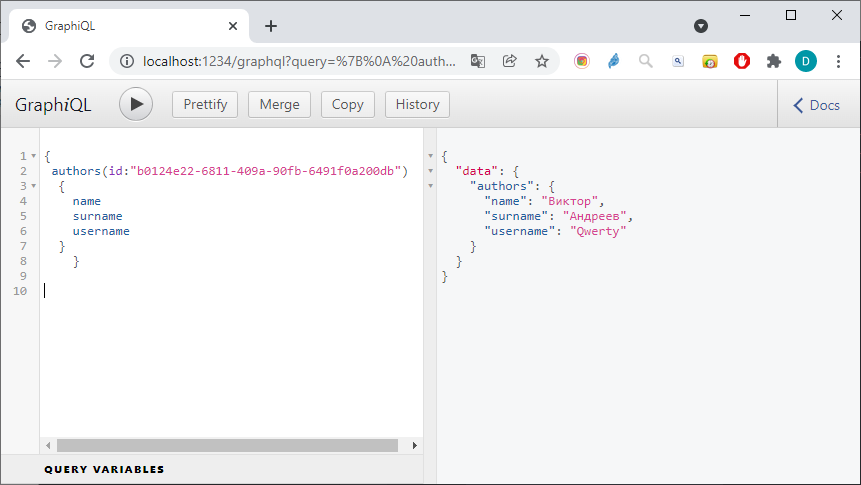 GraphiQL
localhost:1234/graphql?query=%7B%0A%20auth...
D
GraphiQL
Prettify
Merge
Copy
History
Docs
1 {
2 authors(id:"b0124e22-6811-409a-90fb-6491f0a200db")
3 {
4 name
5 surname
6 username
7 }
8 }
9
10
{
"data": {
"authors": {
"name": "Виктор",
"surname": "Андреев",
"username": "Qwerty"
}
}
}
QUERY VARIABLES